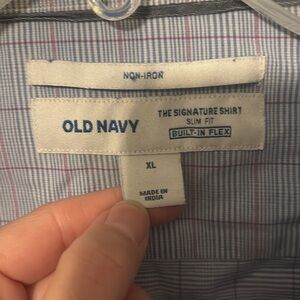 NON-IRON
OLD NAVY
THE SIGNATURE SHIRT
SLIM FIT
BUILT-IN FLEX
XL
MADE IN
INDIA